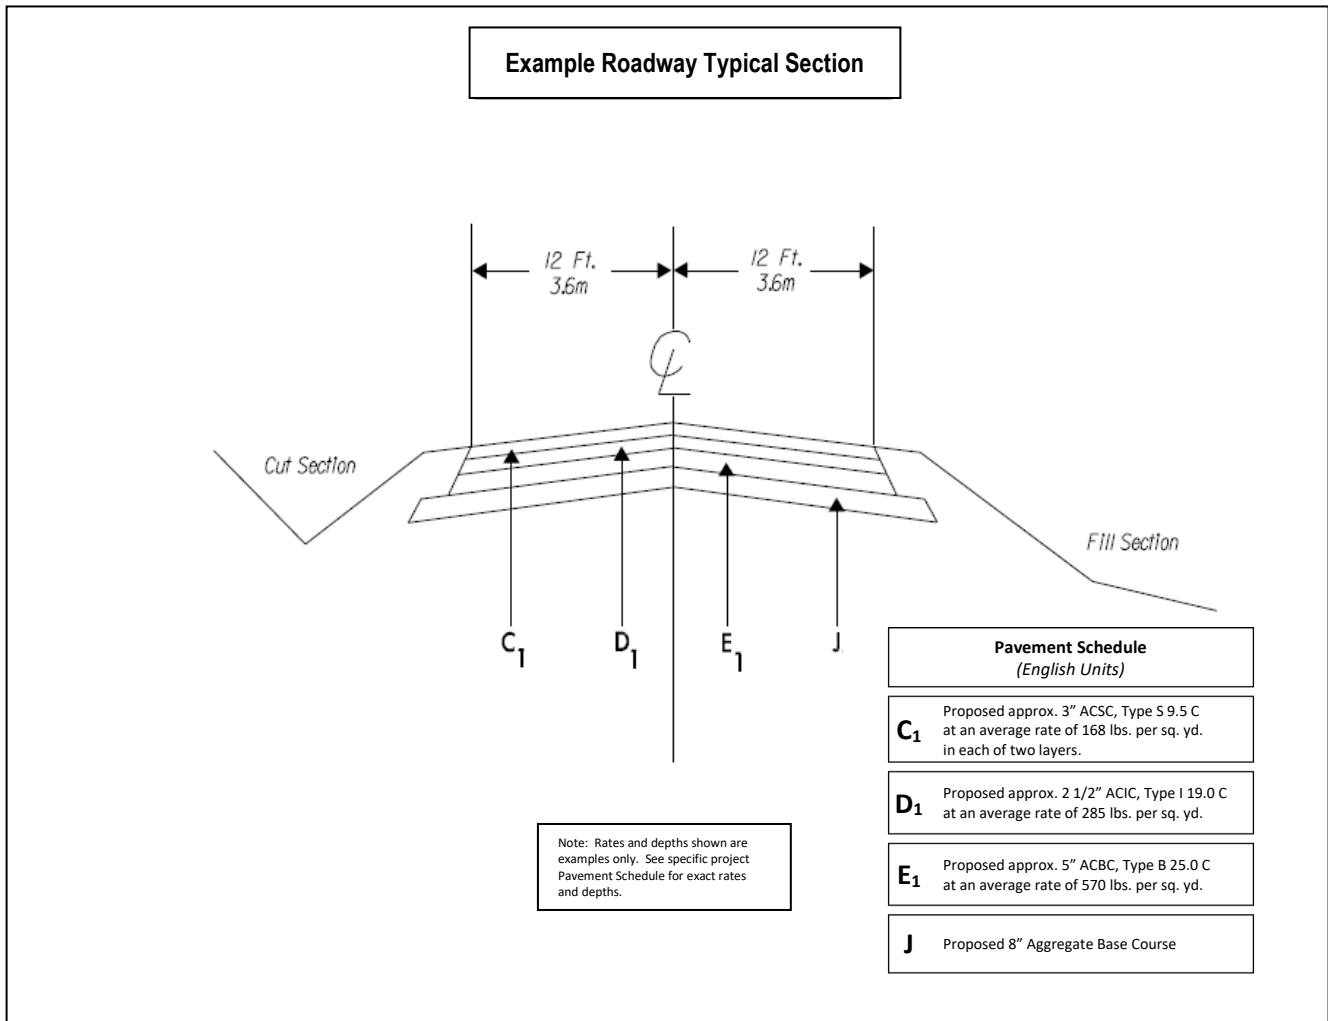 Example Roadway Typical Section
12 Ft.
3.6m
12 Ft.
3.6m
CL
Cut Section
Fill Section
C1
D1
E1
J
Pavement Schedule
(English Units)
C1
Proposed approx. 3” ACSC, Type S 9.5 C
at an average rate of 168 lbs. per sq. yd.
in each of two layers.
D1
Proposed approx. 2 1/2” ACIC, Type I 19.0 C
at an average rate of 285 lbs. per sq. yd.
E1
Proposed approx. 5” ACBC, Type B 25.0 C
at an average rate of 570 lbs. per sq. yd.
J
Proposed 8” Aggregate Base Course
Note: Rates and depths shown are
examples only. See specific project
Pavement Schedule for exact rates
and depths.